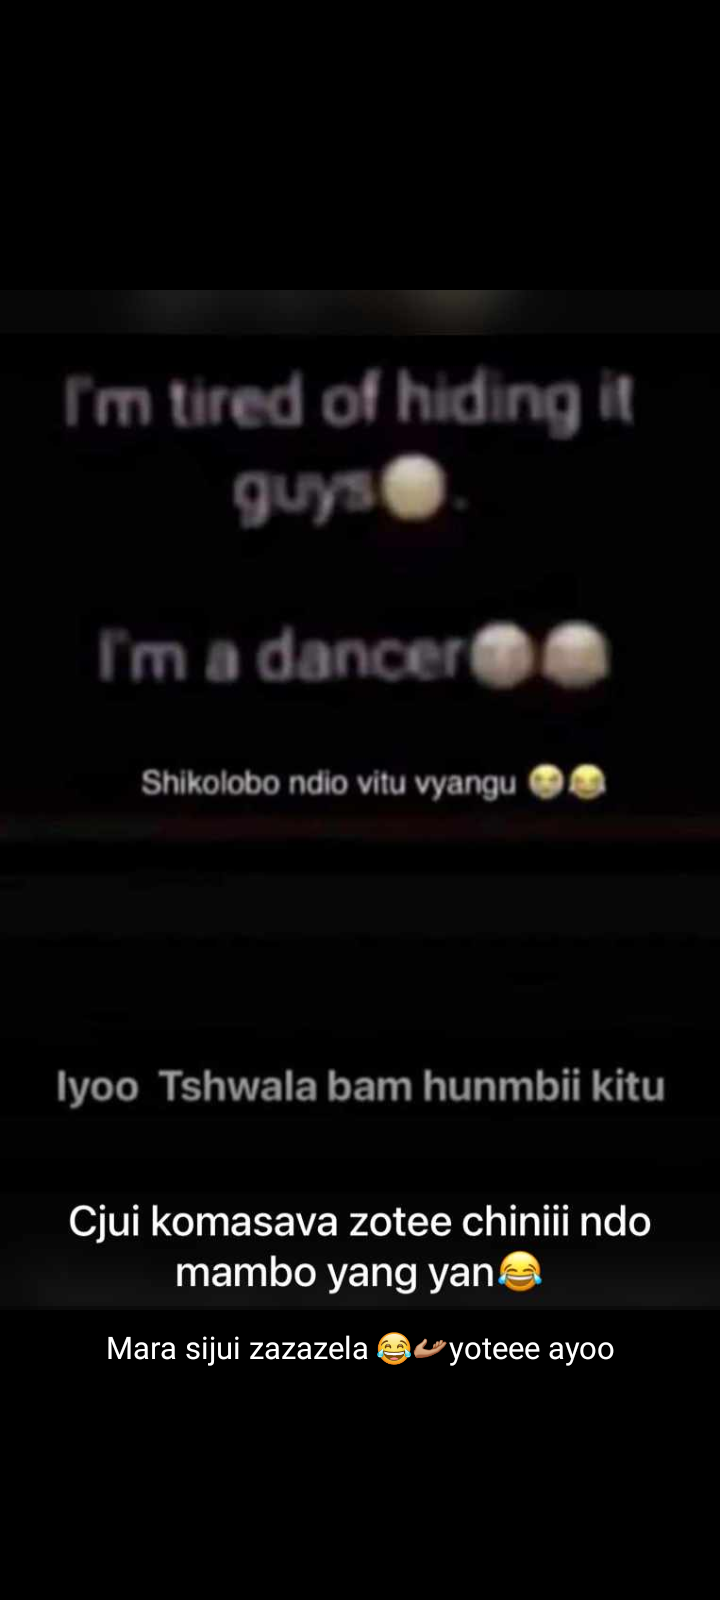 I'm tired of hiding it
guys.
I'm a dancer
Shikolobo ndio vitu vyangu 😂😂
Iyoo Tshwala bam hunmbii kitu
Cjui komasava zotee chiniii ndo
mambo yang yan😂
Mara sijui zazazela 😂🫴🏽yoteee ayoo